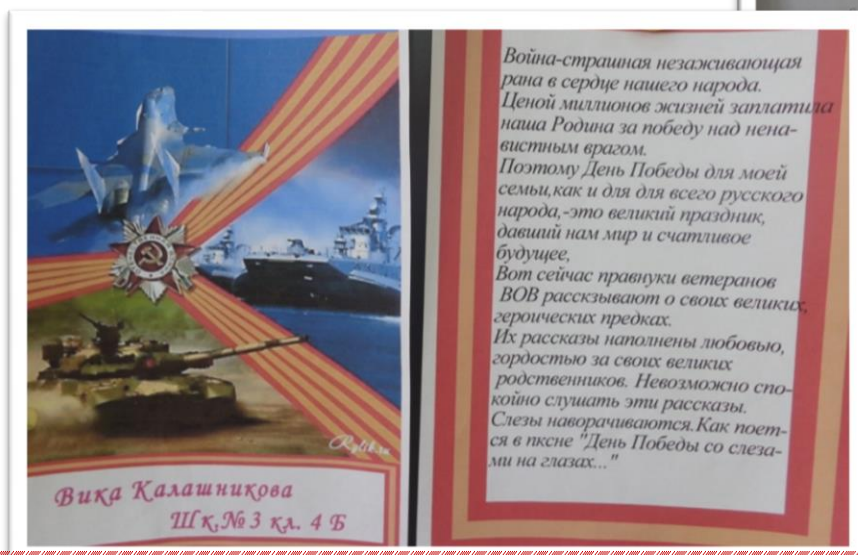 Rylik.ru
Вика Калашникова
Шк.№3 кл. 4 Б
Война-страшная незаживающая
рана в сердце нашего народа.
Ценой миллионов жизней заплатила
наша Родина за победу над нена-
вистным врагом.
Поэтому День Победы для моей
семьи,как и для для всего русского
народа,-это великий праздник,
давший нам мир и счатливое
будущее,
Вот сейчас правнуки ветеранов
ВОВ рассказывают о своих великих,
героических предках.
Их рассказы наполнены любовью,
гордостью за своих великих
родственников. Невозможно спо-
койно слушать эти рассказы.
Слезы наворачиваются.Как поет-
ся в пксне "День Победы со слеза-
ми на глазах..."